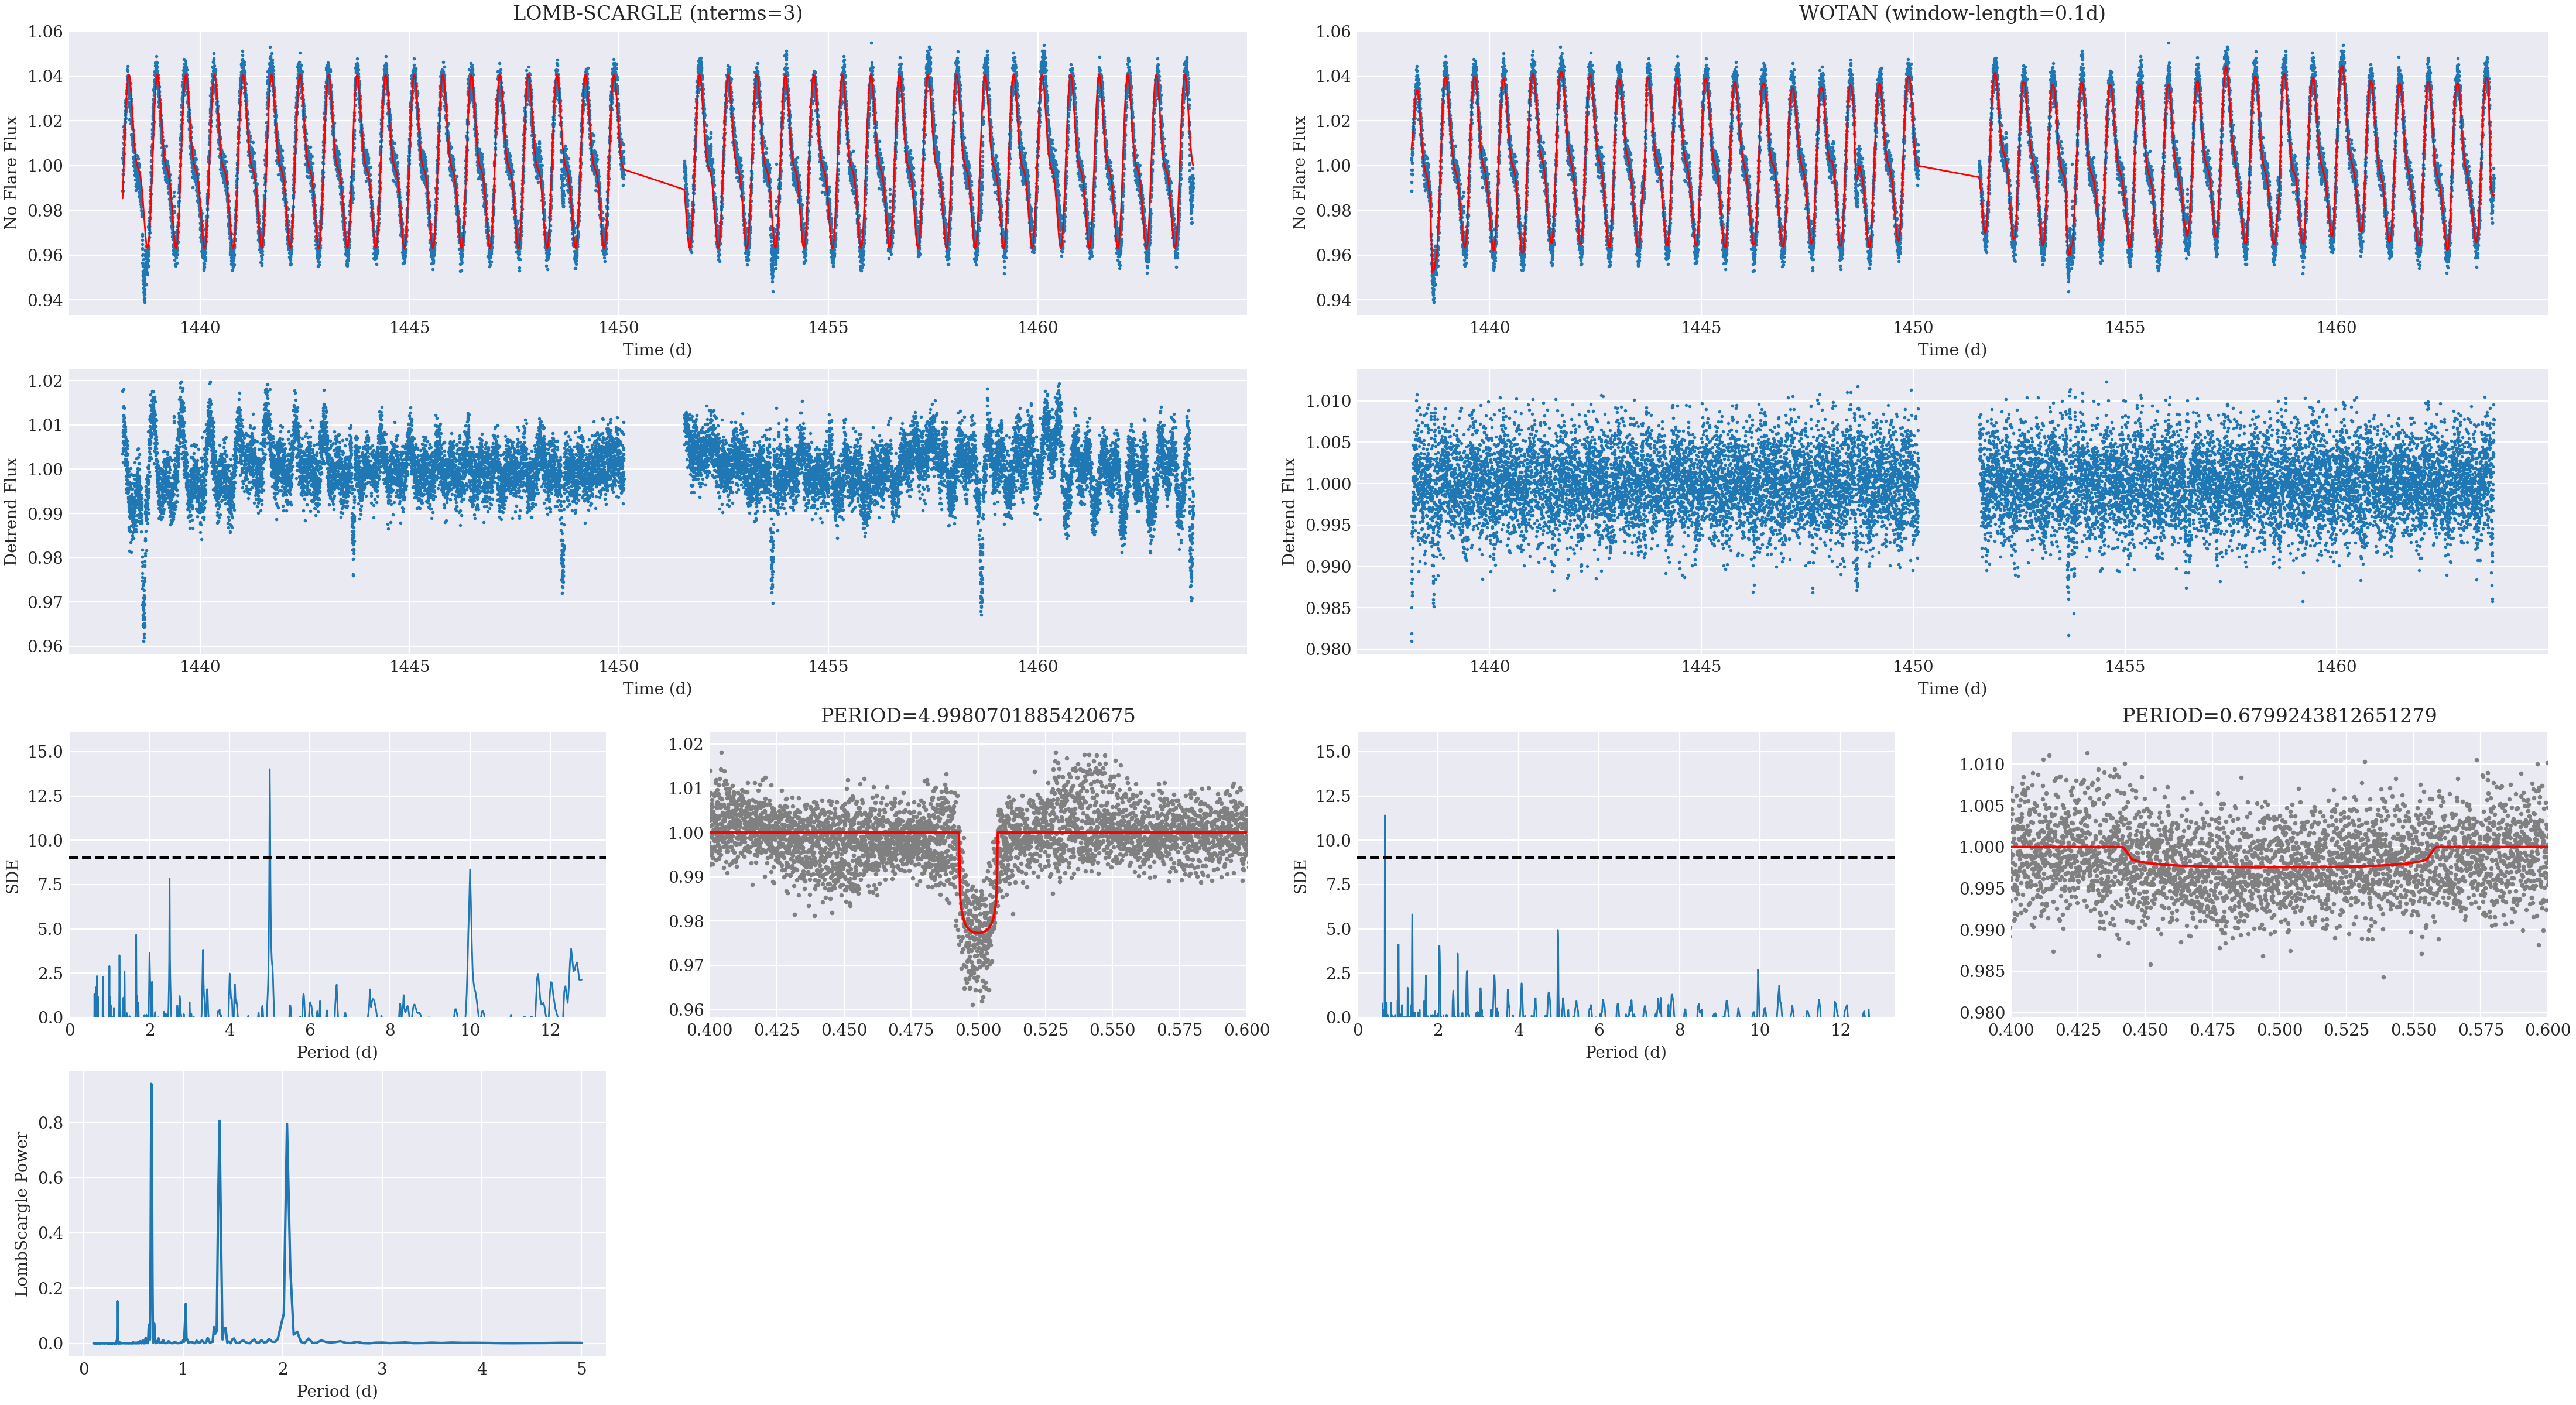 LOMB-SCARGLE (nterms=3)
No Flare Flux
1.06
1.04
1.02
1.00
0.98
0.96
0.94
1440 1445 1450 1455 1460
Time (d)
WOTAN (window-length=0.1d)
No Flare Flux
1.06
1.04
1.02
1.00
0.98
0.96
0.94
1440 1445 1450 1455 1460
Time (d)
Detrend Flux
1.02
1.01
1.00
0.99
0.98
0.97
0.96
1440 1445 1450 1455 1460
Time (d)
Detrend Flux
1.010
1.005
1.000
0.995
0.990
0.985
0.980
1440 1445 1450 1455 1460
Time (d)
SDE
15.0
12.5
10.0
7.5
5.0
2.5
0.0
0 2 4 6 8 10 12
Period (d)
PERIOD=4.9980701885420675
1.02
1.01
1.00
0.99
0.98
0.97
0.96
0.400 0.425 0.450 0.475 0.500 0.525 0.550 0.575 0.600
SDE
15.0
12.5
10.0
7.5
5.0
2.5
0.0
0 2 4 6 8 10 12
Period (d)
PERIOD=0.6799243812651279
1.010
1.005
1.000
0.995
0.990
0.985
0.980
0.400 0.425 0.450 0.475 0.500 0.525 0.550 0.575 0.600
LombScargle Power
0.8
0.6
0.4
0.2
0.0
0 1 2 3 4 5
Period (d)